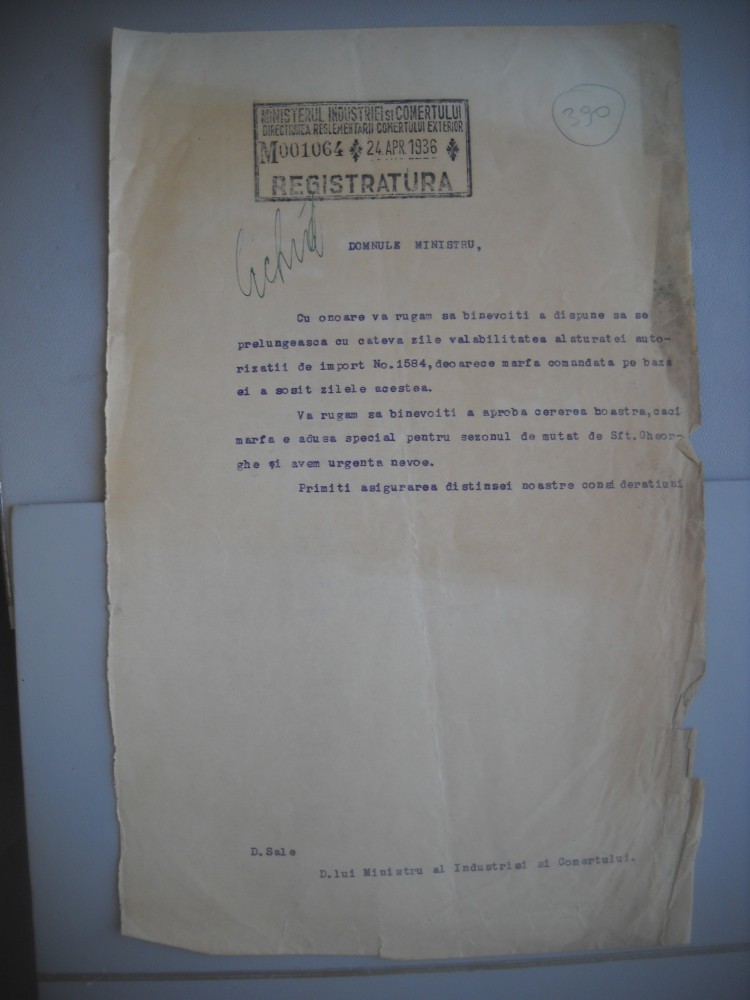 390
MINISTERUL INDUSTRIEI si COMERTULUI
DIRECTIUNEA REGLEMENTARII COMERTULUI EXTERIOR
M001064 24. APR. 1936
REGISTRATURA
DOMNULE MINISTRU,
Cu onoare va rugam sa binevoiti a dispune sa se
prelungeasca cu cateva zile valabilitatea alaturatei auto-
rizatii de import No.1584,deoarece marfa comandata pe baza
ei a sosit zilele acestea.
Va rugam sa binevoiti a aproba cererea noastra,caci
marfa e adusa special pentru sezonul de mutat de Sft.Gheor-
ghe și avem urgenta nevoe.
Primiti asigurarea distinsei noastre consideratiuni
D.Sale
D.lui Ministru al Industriei si Comertului.